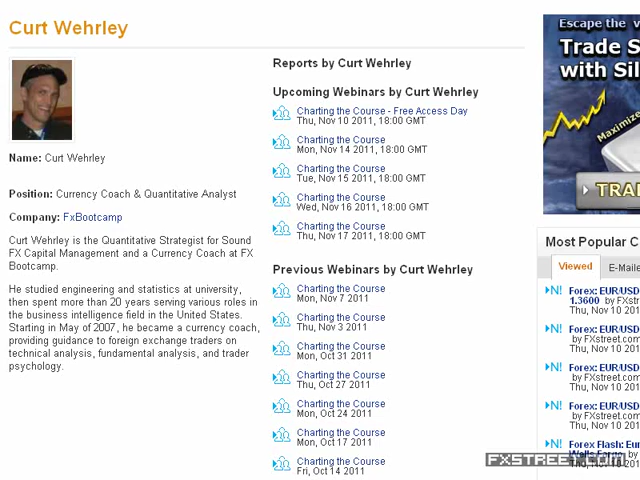 Curt Wehrley
Name: Curt Wehrley
Position: Currency Coach & Quantitative Analyst
Company: FxBootcamp
Curt Wehrley is the Quantitative Strategist for Sound
FX Capital Management and a Currency Coach at FX
Bootcamp.
He studied engineering and statistics at university,
then spent more than 20 years serving various roles in
the business intelligence field in the United States.
Starting in May of 2007, he became a currency coach,
providing guidance to foreign exchange traders on
technical analysis, fundamental analysis, and trader
psychology.
Reports by Curt Wehrley
Upcoming Webinars by Curt Wehrley
Charting the Course - Free Access Day
Thu, Nov 10 2011, 18:00 GMT
Charting the Course
Mon, Nov 14 2011, 18:00 GMT
Charting the Course
Tue, Nov 15 2011, 18:00 GMT
Charting the Course
Wed, Nov 16 2011, 18:00 GMT
Charting the Course
Thu, Nov 17 2011, 18:00 GMT
Previous Webinars by Curt Wehrley
Charting the Course
Mon, Nov 7 2011
Charting the Course
Thu, Nov 3 2011
Charting the Course
Mon, Oct 31 2011
Charting the Course
Thu, Oct 27 2011
Charting the Course
Mon, Oct 24 2011
Charting the Course
Mon, Oct 17 2011
Charting the Course
Fri, Oct 14 2011
Escape the v
Trade S
with Sil
Maximize
TRA
Most Popular C
Viewed E-Maile
N! Forex: EUR/USD
1.3600 by FXstre
Thu, Nov 10 201
N! Forex: EUR/USD
by FXstreet.com
Thu, Nov 10 201
N! Forex: EUR/USD
by FXstreet.com
Thu, Nov 10 201
N! Forex: EUR/USD
by FXstreet.com
Thu, Nov 10 201
N! Forex Flash: Eur
Thu, Nov 10 201
FXSTREET.COM